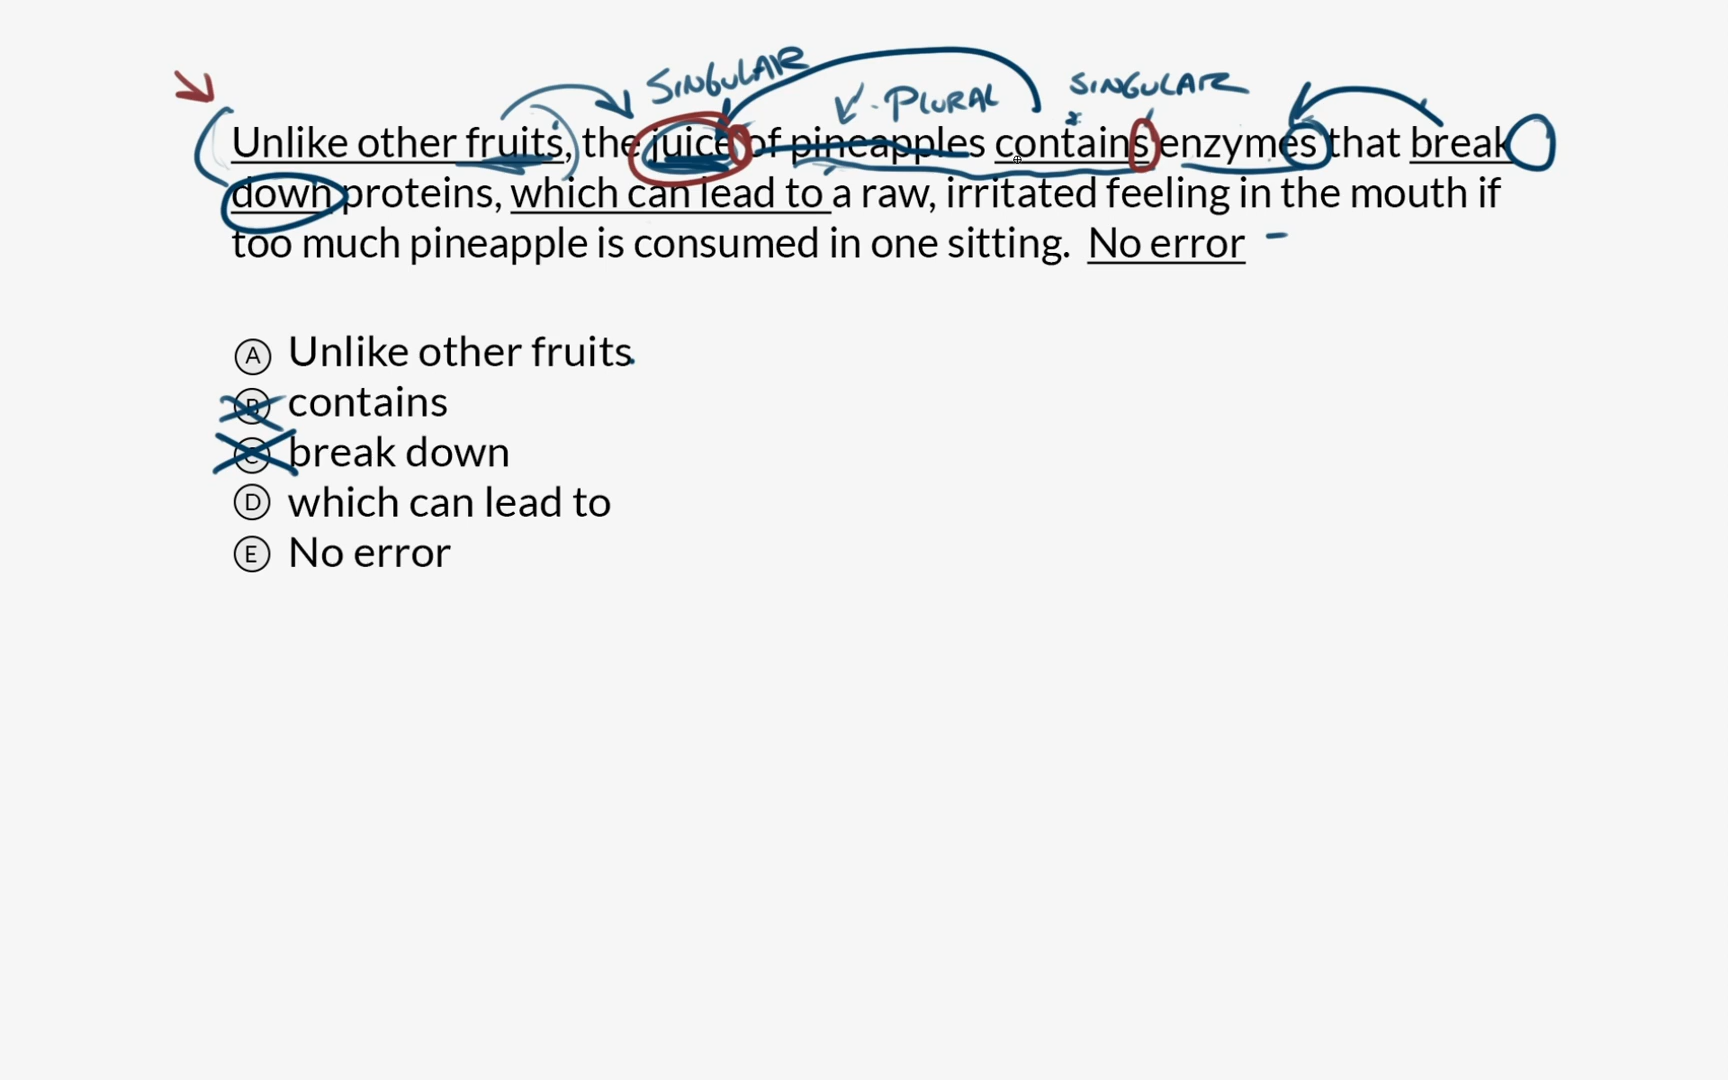 SINGULAR
PLURAL
SINGULAR
Unlike other fruits, the juice of pineapples contains enzymes that break
down proteins, which can lead to a raw, irritated feeling in the mouth if
too much pineapple is consumed in one sitting. No error
A Unlike other fruits
B contains
C break down
D which can lead to
E No error